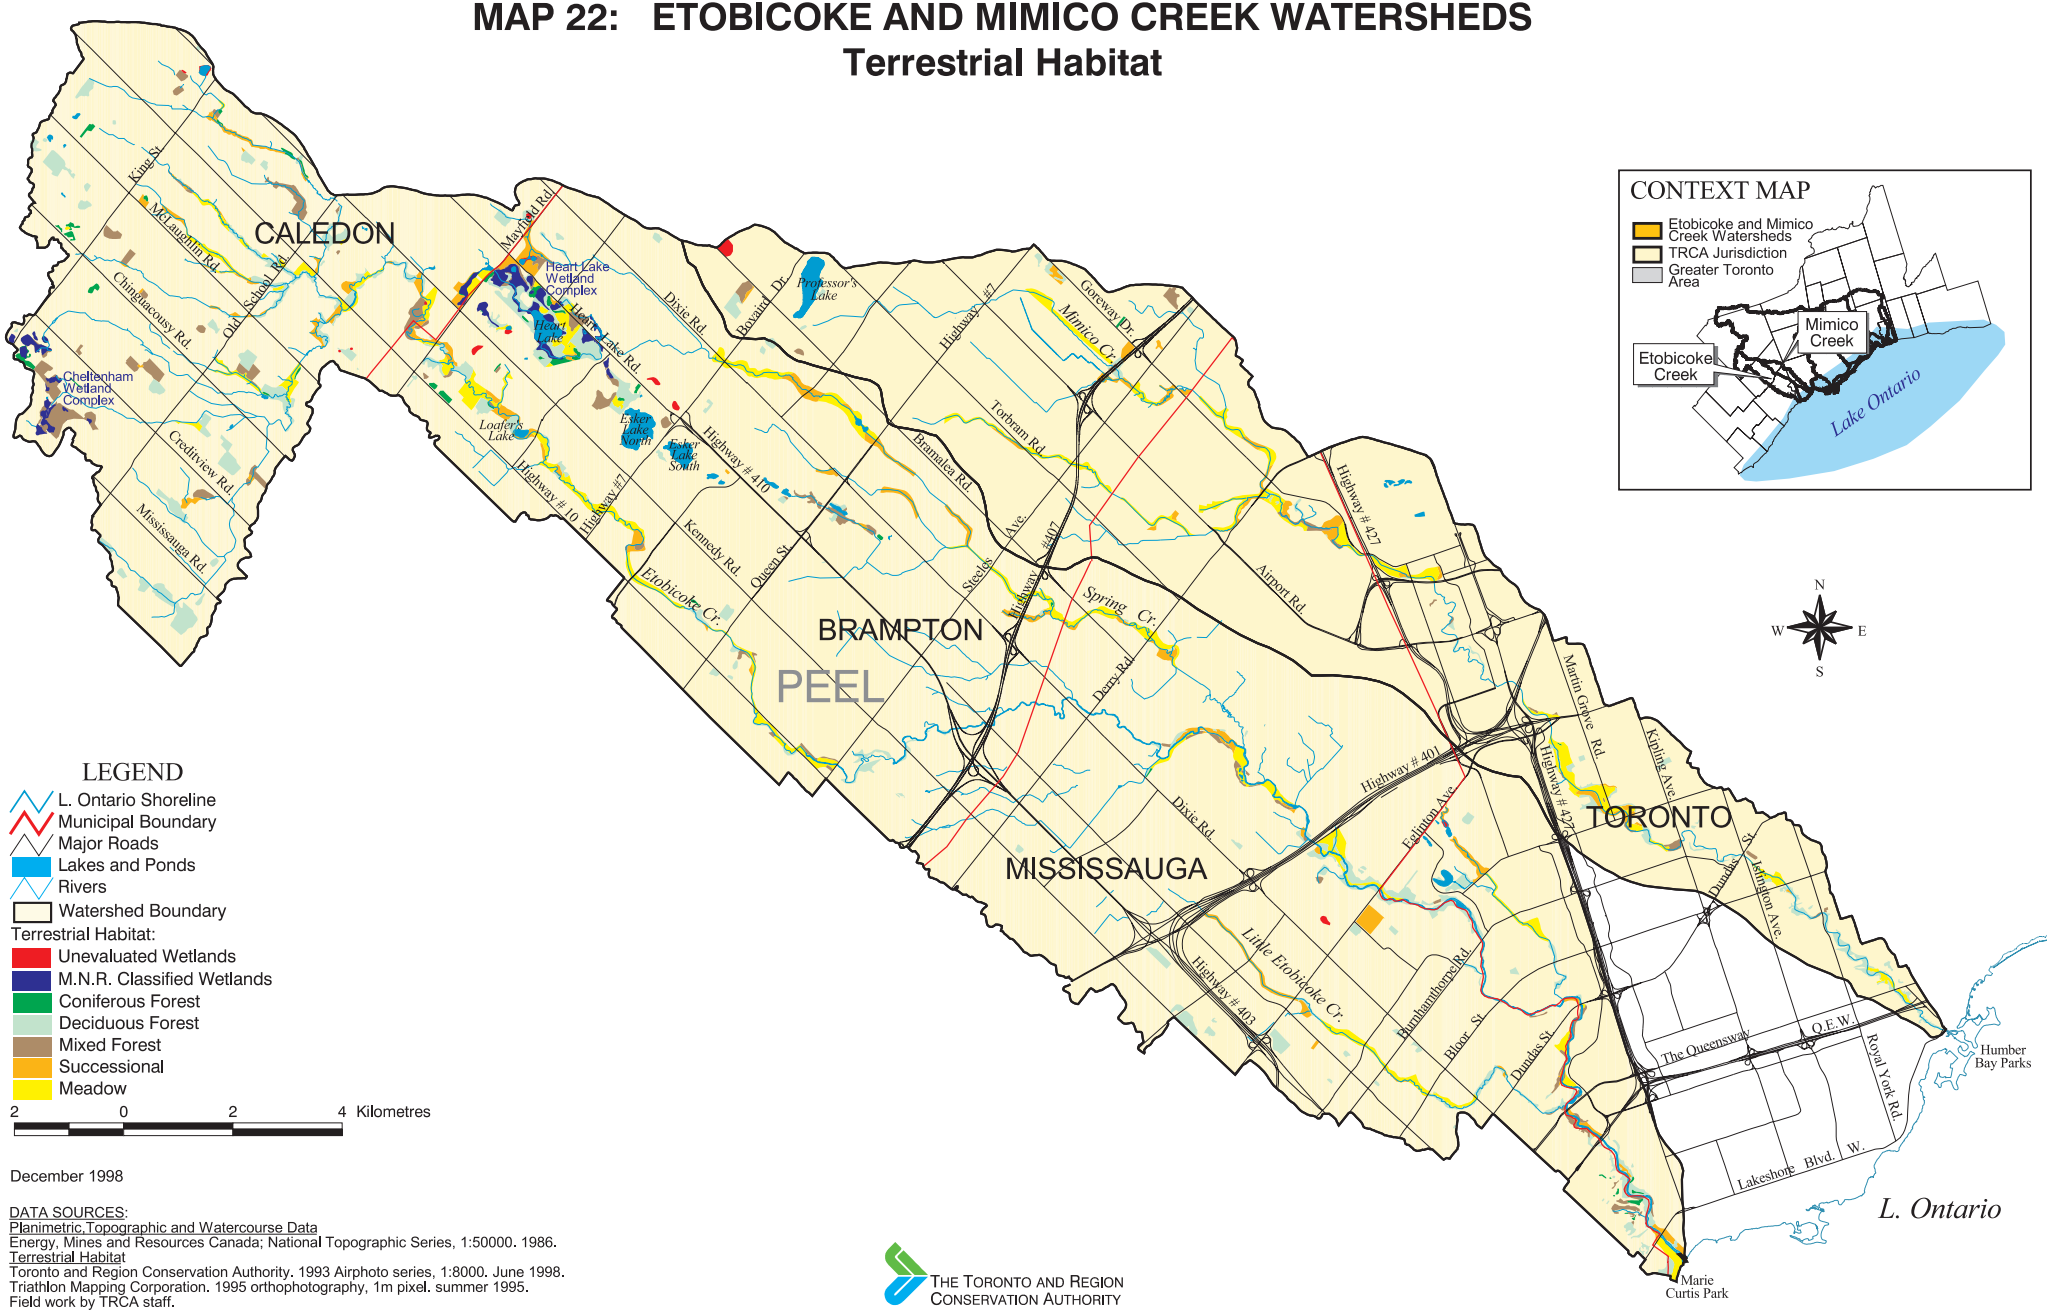 MAP 22: ETOBICOKE AND MIMICO CREEK WATERSHEDS
Terrestrial Habitat
CONTEXT MAP
Etobicoke and Mimico
Creek Watersheds
TRCA Jurisdiction
Greater Toronto
Area
Mimico
Creek
Etobicoke
Creek
Lake Ontario
N
W
E
S
King St
McLaughlin Rd.
CALEDON
Old School Rd.
Chinguacousy Rd.
Cheltenham
Wetland
Complex
Creditview Rd.
Mississauga Rd.
Mayfield Rd.
Heart Lake
Wetland
Complex
Heart
Lake
Heart Lake Rd.
Dixie Rd.
Bovaird Dr.
Professor's
Lake
Highway #7
Goreway Dr.
Mimico Cr.
Loafer's
Lake
Esker
Lake
North
Esker
Lake
South
Highway # 410
Highway # 10
Highway #7
Bramalea Rd.
Torbram Rd.
Highway # 427
Kennedy Rd.
Queen St.
Steeles Ave.
Highway #407
Airport Rd.
Etobicoke Cr.
Spring Cr.
BRAMPTON
PEEL
Derry Rd.
Martin Grove Rd.
Kipling Ave.
Highway # 401
Highway # 427
TORONTO
Dixie Rd.
Eglinton Ave.
MISSISSAUGA
Dundas St
Islington Ave.
Little Etobicoke Cr.
Highway # 403
Burnhamthorpe Rd.
Bloor St
Dundas St
The Queensway
Q.E.W.
Royal York Rd.
Humber
Bay Parks
Lakeshore Blvd. W.
L. Ontario
Marie
Curtis Park
LEGEND
L. Ontario Shoreline
Municipal Boundary
Major Roads
Lakes and Ponds
Rivers
Watershed Boundary
Terrestrial Habitat:
Unevaluated Wetlands
M.N.R. Classified Wetlands
Coniferous Forest
Deciduous Forest
Mixed Forest
Successional
Meadow
2 0 2 4 Kilometres
December 1998
DATA SOURCES:
Planimetric,Topographic and Watercourse Data
Energy, Mines and Resources Canada; National Topographic Series, 1:50000. 1986.
Terrestrial Habitat
Toronto and Region Conservation Authority. 1993 Airphoto series, 1:8000. June 1998.
Triathlon Mapping Corporation. 1995 orthophotography, 1m pixel. summer 1995.
Field work by TRCA staff.
THE TORONTO AND REGION
CONSERVATION AUTHORITY